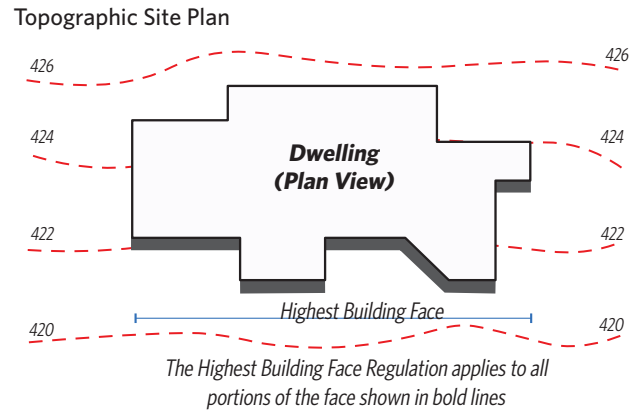 Topographic Site Plan
426
426
424
424
Dwelling
(Plan View)
422
422
Highest Building Face
420
420
The Highest Building Face Regulation applies to all
portions of the face shown in bold lines